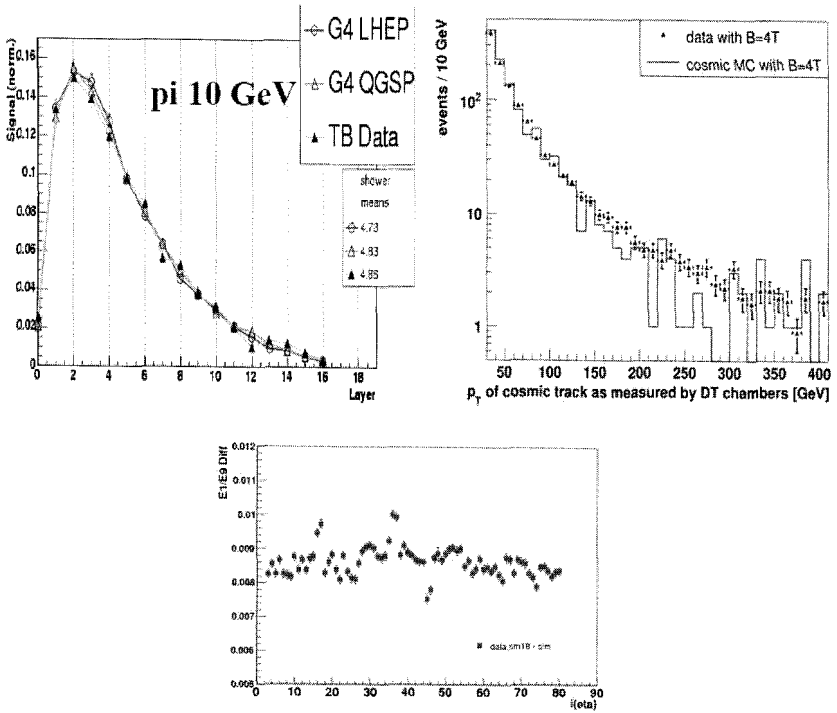 G4 LHEP
G4 QGSP
TB Data
pi 10 GeV
Signal (norm.)
0.16
0.14
0.12
0.1
0.08
0.06
0.04
0.02
0
shower
means
4.73
4.83
4.86
0 2 4 6 8 10 12 14 16 18
Layer
data with B=4T
cosmic MC with B=4T
events / 10 GeV
10²
10
1
50 100 150 200 250 300 350 400
p_T of cosmic track as measured by DT chambers [GeV]
E1/E9 Diff
0.012
0.011
0.01
0.009
0.008
0.007
0.006
0.005
data,sm18 - sim
0 10 20 30 40 50 60 70 80 90
i(eta)